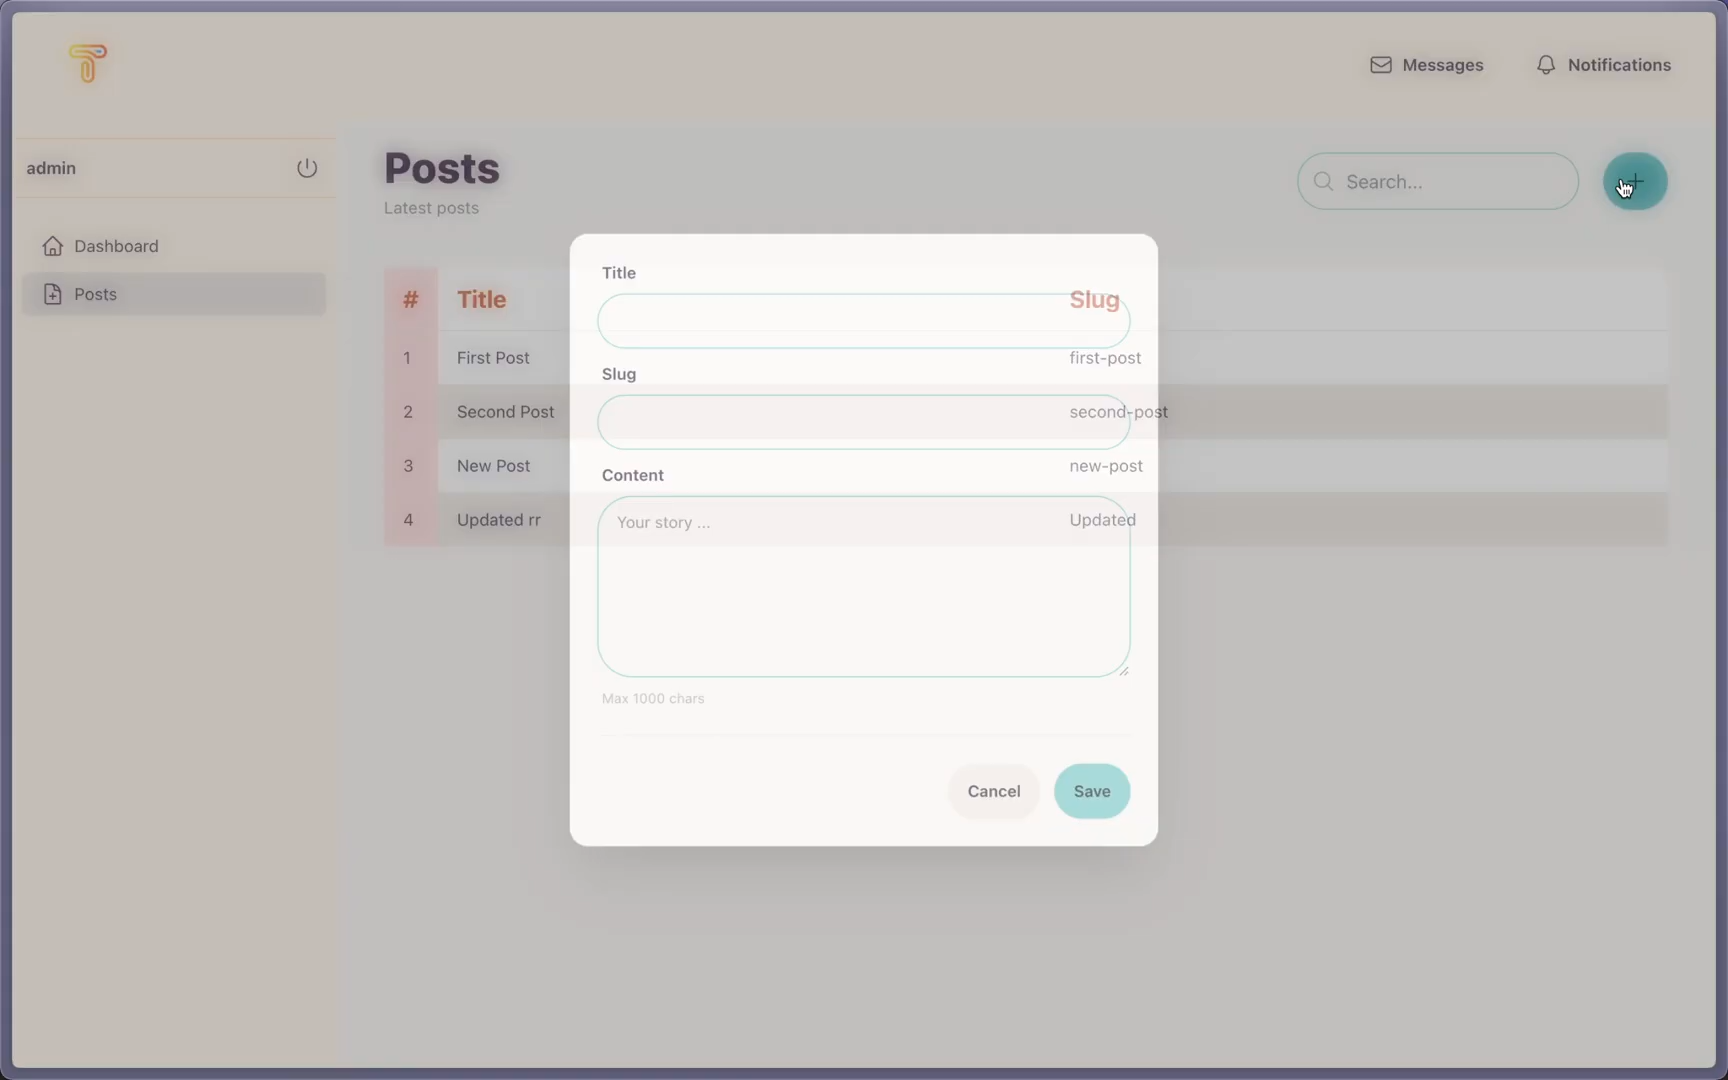 Messages
Notifications
admin
Posts
Latest posts
Search...
Dashboard
Posts
# Title Slug
1 First Post first-post
2 Second Post second-post
3 New Post new-post
4 Updated rr Updated
Title
Slug
Content
Your story ...
Max 1000 chars
Cancel
Save